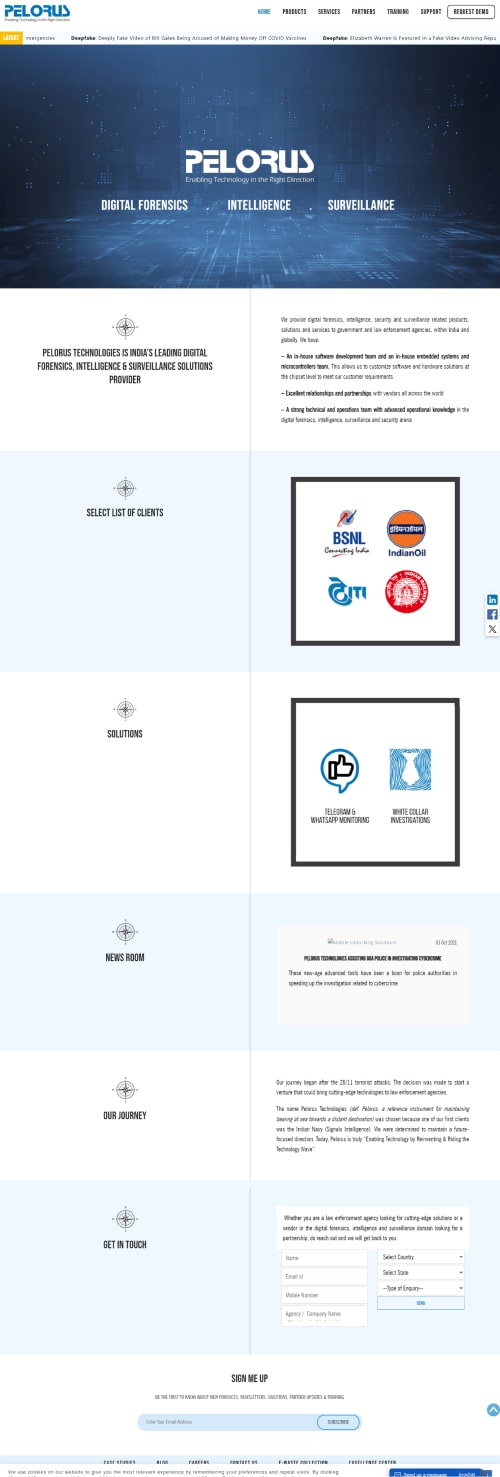 PELORUS
Enabling Technology in the Right Direction
HOME PRODUCTS SERVICES PARTNERS TRAINING SUPPORT REQUEST DEMO
LATEST emergencies Deepfake: Deeply Fake Video of Bill Gates Being Accused of Making Money Off COVID Vaccines Deepfake: Elizabeth Warren Is Featured in a Fake Video Advising Repu
PELORUS
Enabling Technology in the Right Direction
DIGITAL FORENSICS . INTELLIGENCE . SURVEILLANCE
PELORUS TECHNOLOGIES IS INDIA'S LEADING DIGITAL
FORENSICS, INTELLIGENCE & SURVEILLANCE SOLUTIONS
PROVIDER
We provide digital forensics, intelligence, security and surveillance related products,
solutions and services to government and law enforcement agencies, within India and
globally. We have:
– An in-house software development team and an in-house embedded systems and
microcontrollers team. This allows us to customize software and hardware solutions at
the chipset level to meet our customer requirements
– Excellent relationships and partnerships with vendors all across the world
– A strong technical and operations team with advanced operational knowledge in the
digital forensics, intelligence, surveillance and security arena
SELECT LIST OF CLIENTS
BSNL
Connecting India
इंडियनऑयल
IndianOil
ITI
INDIAN RAILWAYS
SOLUTIONS
TELEGRAM &
WHATSAPP MONITORING
WHITE COLLAR
INVESTIGATIONS
NEWS ROOM
Mobile Unlocking Solutions
01 Oct 2021
PELORUS TECHNOLOGIES ASSISTING GOA POLICE IN INVESTIGATING CYBERCRIME
These new-age advanced tools have been a boon for police authorities in
speeding up the investigation related to cybercrime
OUR JOURNEY
Our journey began after the 26/11 terrorist attacks. The decision was made to start a
venture that could bring cutting-edge technologies to law enforcement agencies.
The name Pelorus Technologies (def. Pelorus: a reference instrument for maintaining
bearing at sea towards a distant destination) was chosen because one of our first clients
was the Indian Navy (Signals Intelligence). We were determined to maintain a future-
focused direction. Today, Pelorus is truly "Enabling Technology by Reinventing & Riding the
Technology Wave".
GET IN TOUCH
Whether you are a law enforcement agency looking for cutting-edge solutions or a
vendor in the digital forensics, intelligence and surveillance domain looking for a
partnership, do reach out and we will get back to you.
Name
Email id
Mobile Number
Agency / Company Name
Select Country
Select State
--Type of Enquiry--
SEND
SIGN ME UP
BE THE FIRST TO KNOW ABOUT NEW PRODUCTS, NEWSLETTERS, SOLUTIONS, PARTNER UPDATES & TRAINING
Enter Your Email Address
SUBSCRIBE
CASE STUDIES BLOG CAREERS CONTACT US E-WASTE COLLECTION EXCELLENCE CENTER
We use cookies on our website to give you the most relevant experience by remembering your preferences and repeat visits. By clicking
Send us a message